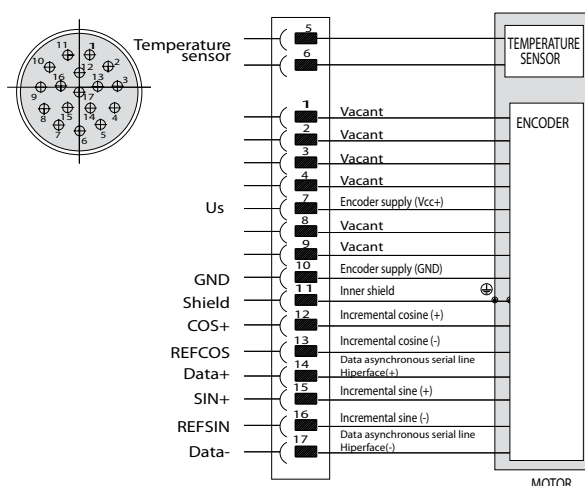 11
1
10
12
2
16
13
3
9
17
8
15
14
4
7
6
5
Temperature
sensor
5
6
TEMPERATURE
SENSOR
ENCODER
1
Vacant
2
Vacant
3
Vacant
4
Vacant
Us
7
Encoder supply (Vcc+)
8
Vacant
9
Vacant
GND
10
Encoder supply (GND)
Shield
11
Inner shield
COS+
12
Incremental cosine (+)
REFCOS
13
Incremental cosine (-)
Data+
14
Data asynchronous serial line
Hiperface(+)
SIN+
15
Incremental sine (+)
REFSIN
16
Incremental sine (-)
Data-
17
Data asynchronous serial line
Hiperface(-)
MOTOR